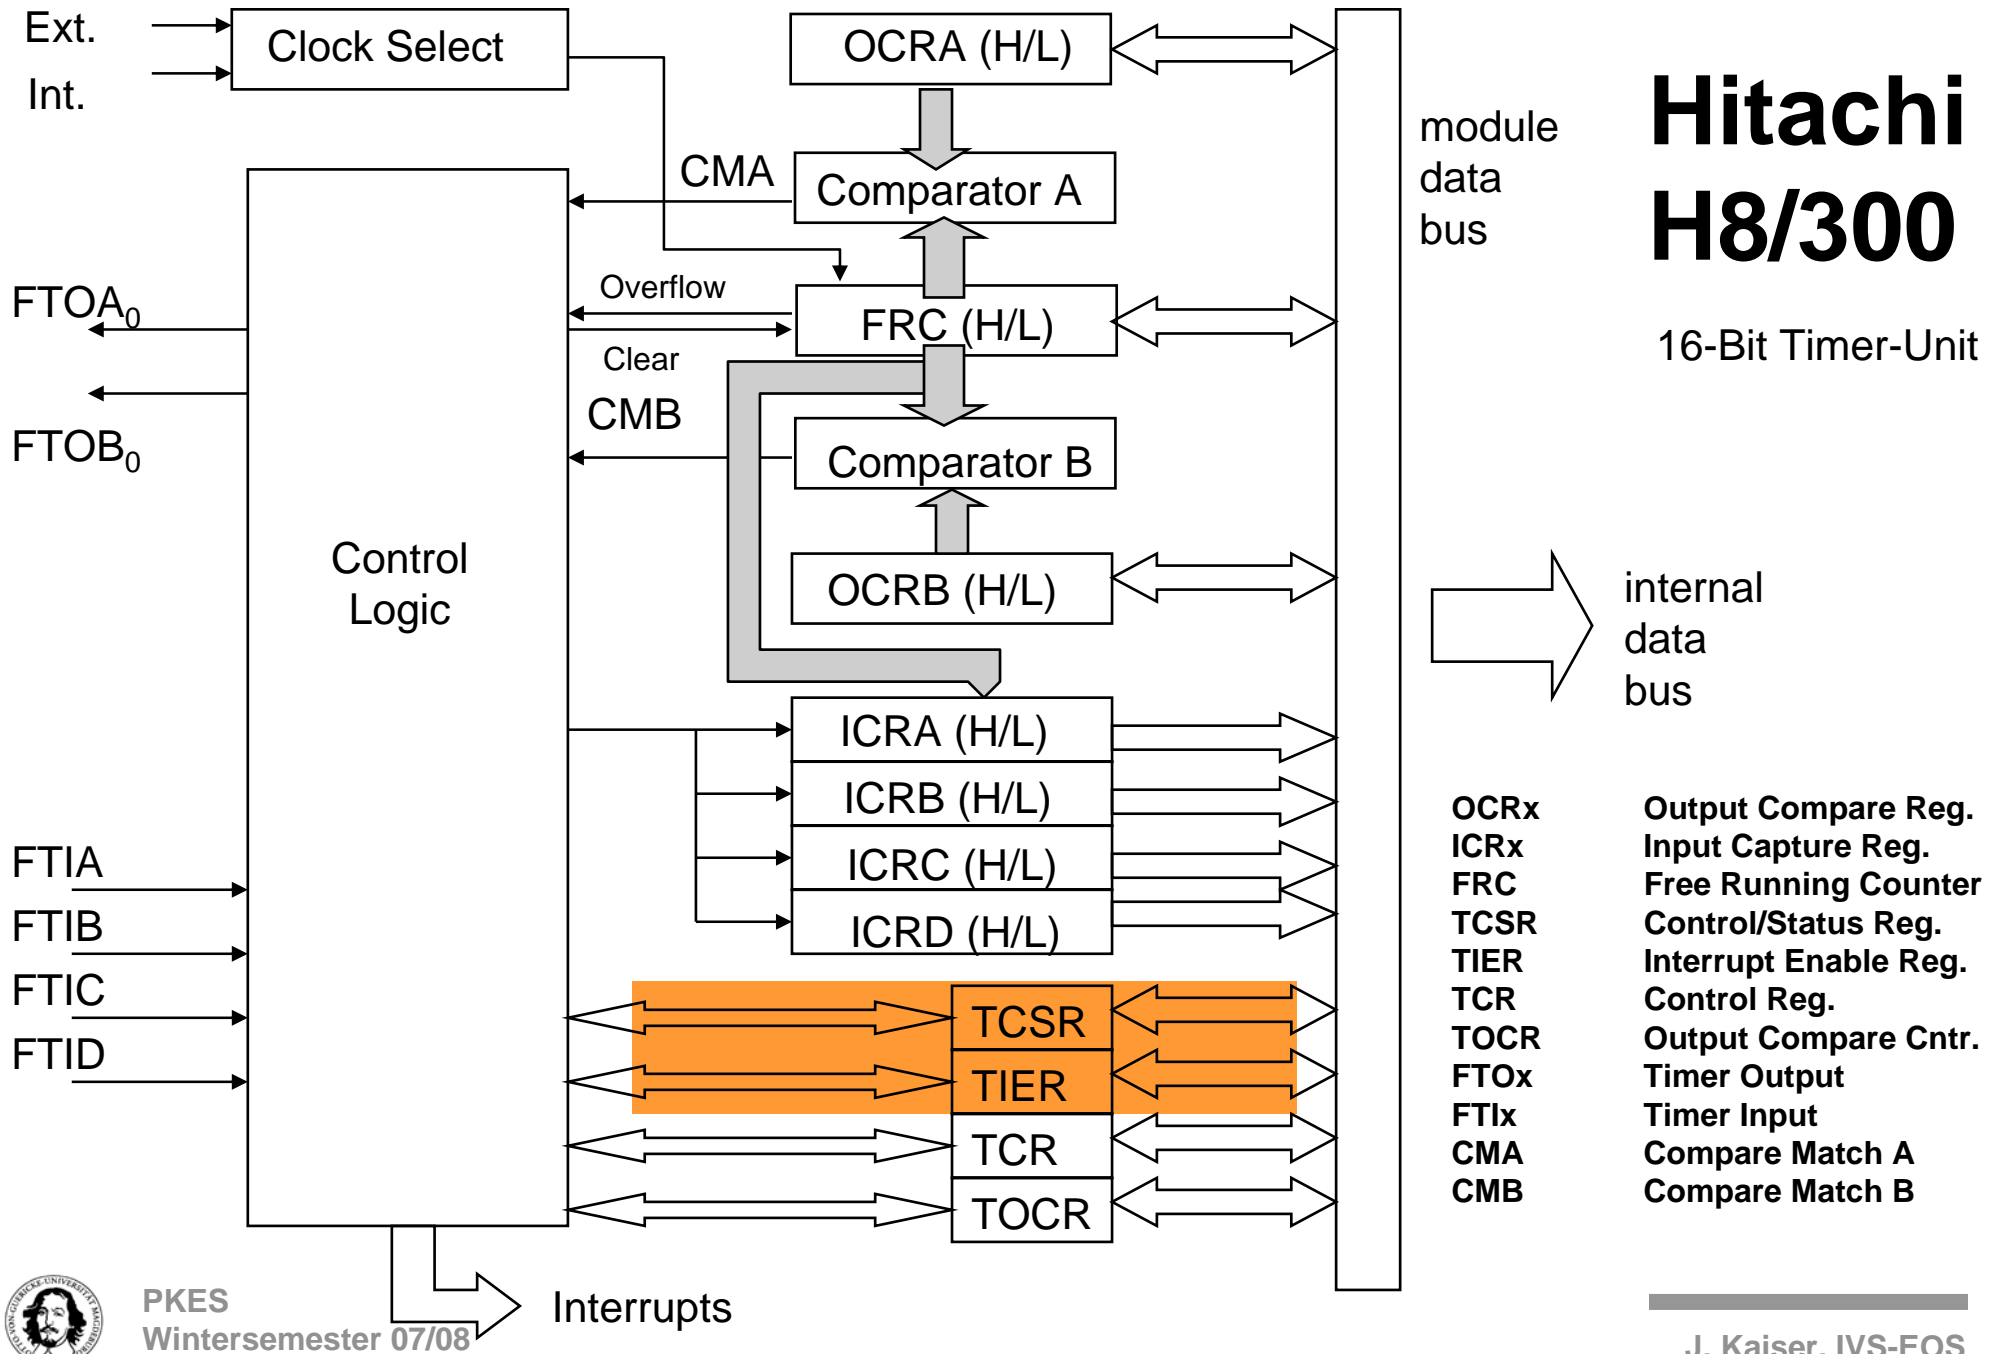 Ext.
Int.
Clock Select
OCRA (H/L)
CMA
Comparator A
module
data
bus
Hitachi
H8/300
16-Bit Timer-Unit
FTOA0
Overflow
FRC (H/L)
Clear
CMB
FTOB0
Comparator B
Control
Logic
OCRB (H/L)
internal
data
bus
ICRA (H/L)
ICRB (H/L)
ICRC (H/L)
ICRD (H/L)
FTIA
FTIB
FTIC
FTID
TCSR
TIER
TCR
TOCR
OCRx Output Compare Reg.
ICRx Input Capture Reg.
FRC Free Running Counter
TCSR Control/Status Reg.
TIER Interrupt Enable Reg.
TCR Control Reg.
TOCR Output Compare Cntr.
FTOx Timer Output
FTIx Timer Input
CMA Compare Match A
CMB Compare Match B
Interrupts
PKES
Wintersemester 07/08
J. Kaiser, IVS-EOS